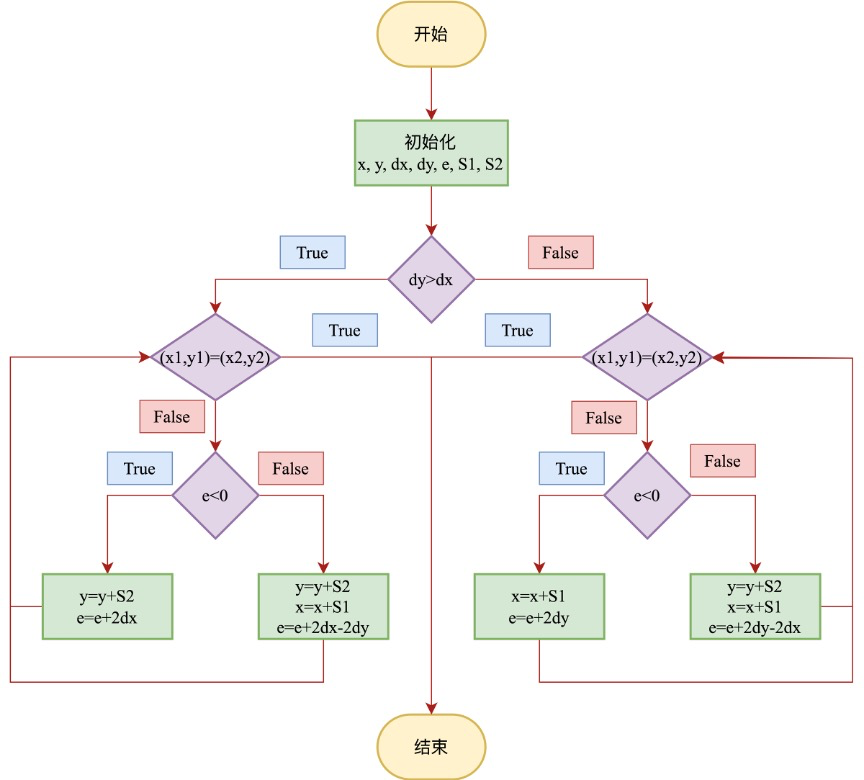 开始
初始化
x, y, dx, dy, e, S1, S2
True
False
dy>dx
True
True
(x1,y1)=(x2,y2)
(x1,y1)=(x2,y2)
False
False
True
False
True
False
e<0
e<0
y=y+S2
e=e+2dx
y=y+S2
x=x+S1
e=e+2dx-2dy
x=x+S1
e=e+2dy
y=y+S2
x=x+S1
e=e+2dy-2dx
结束